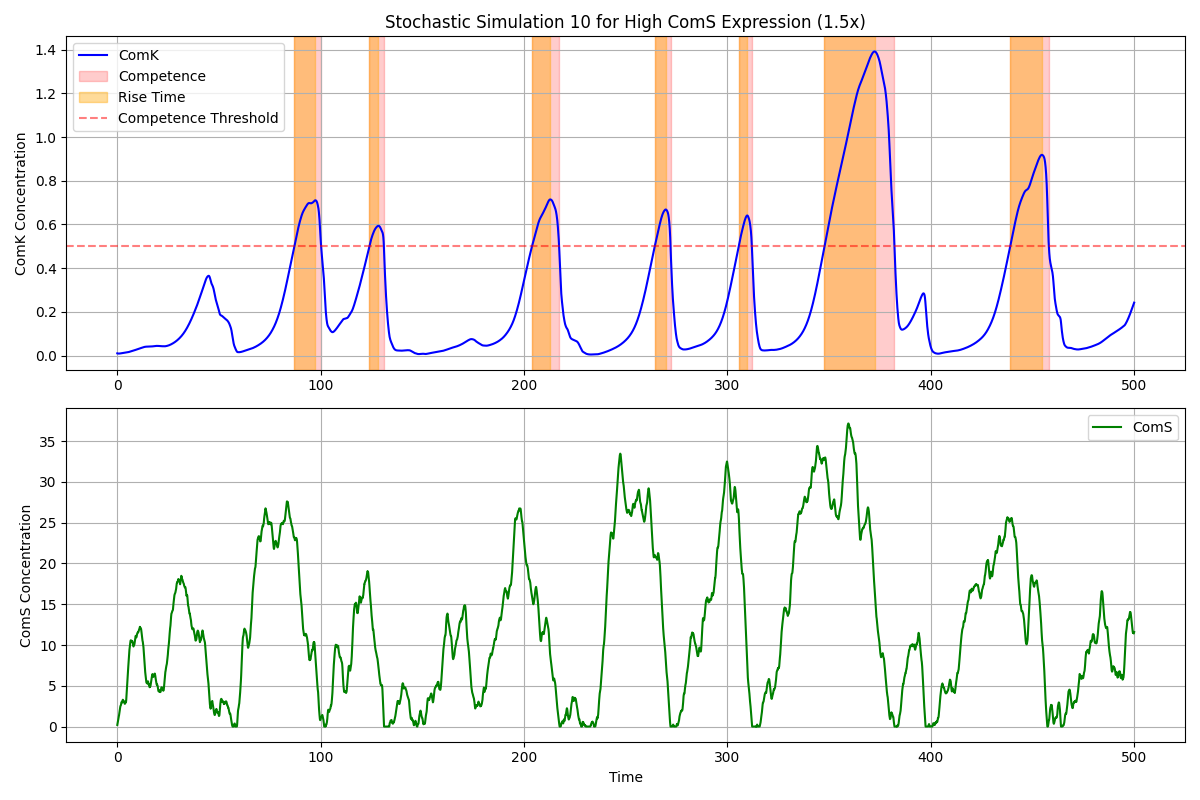 Stochastic Simulation 10 for High ComS Expression (1.5x)
ComK Concentration
1.4
1.2
1.0
0.8
0.6
0.4
0.2
0.0
ComK
Competence
Rise Time
Competence Threshold
0 100 200 300 400 500
ComS Concentration
35
30
25
20
15
10
5
0
ComS
0 100 200 300 400 500
Time